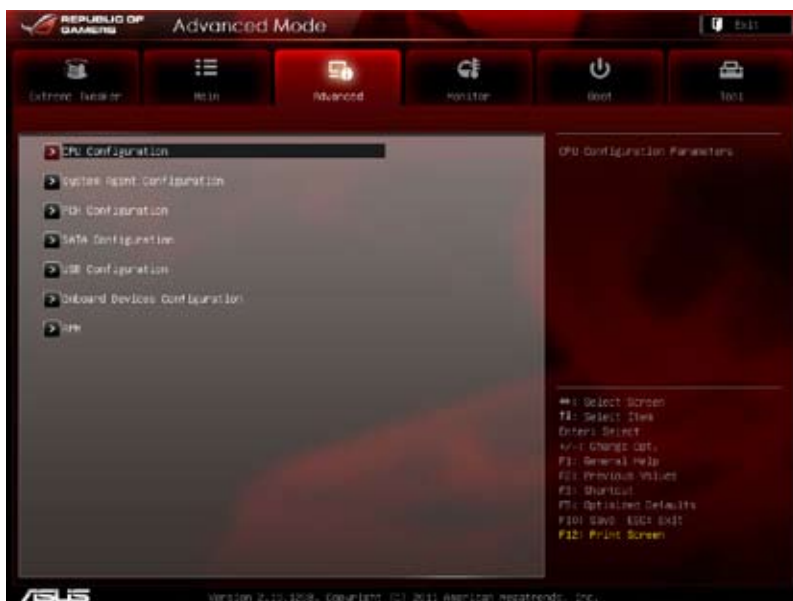 REPUBLIC OF GAMERS
Advanced Mode
Exit
Extreme Tweaker
Main
Advanced
Monitor
Boot
Tool
CPU Configuration
System Agent Configuration
PCH Configuration
SATA Configuration
USB Configuration
Onboard Devices Configuration
APM
CPU Configuration Parameters
: Select Screen
: Select Item
Enter: Select
+/-: Change Opt.
F1: General Help
F2: Previous Values
F3: Shortcut
F5: Optimized Defaults
F10: Save ESC: Exit
F12: Print Screen
ASUS
Version 2.10.1208. Copyright (C) 2011 American Megatrends, Inc.